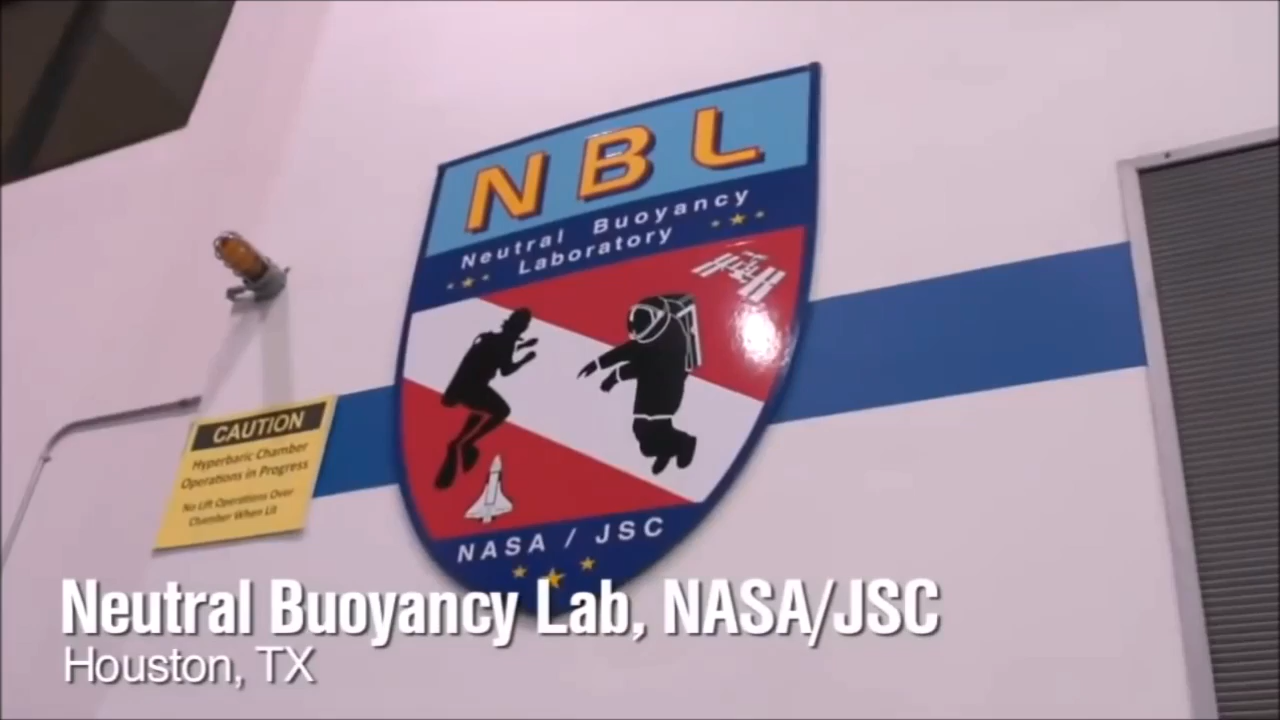 NBL
Neutral Buoyancy
Laboratory
CAUTION
Hyperbaric Chamber
Operations in Progress
No Lift Operations Over
Chamber When Lit
NASA / JSC
Neutral Buoyancy Lab, NASA/JSC
Houston, TX